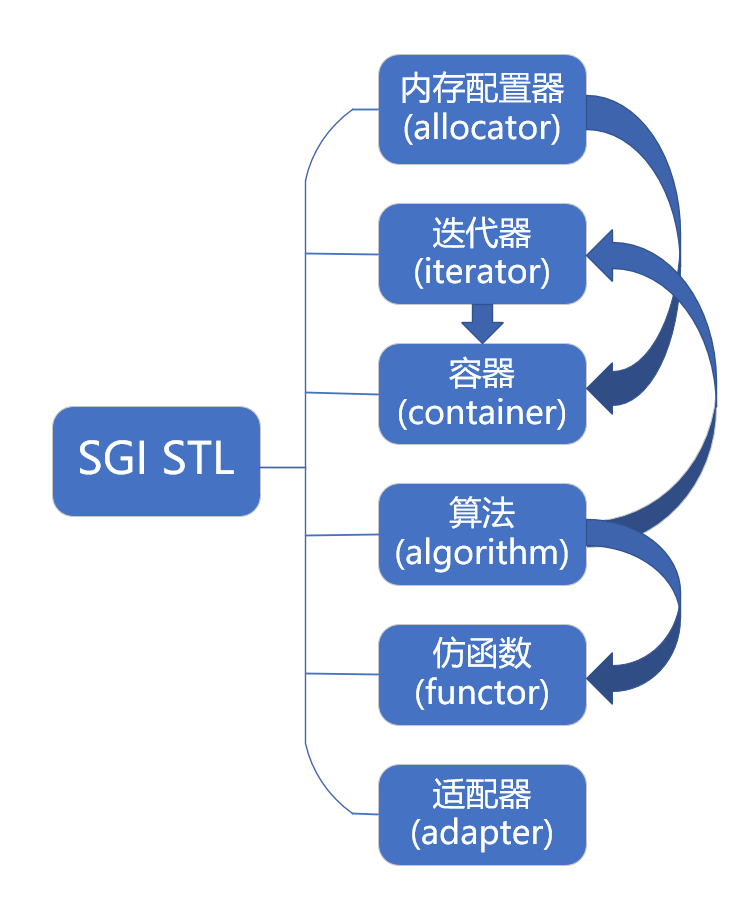 内存配置器
(allocator)
迭代器
(iterator)
容器
(container)
SGI STL
算法
(algorithm)
仿函数
(functor)
适配器
(adapter)